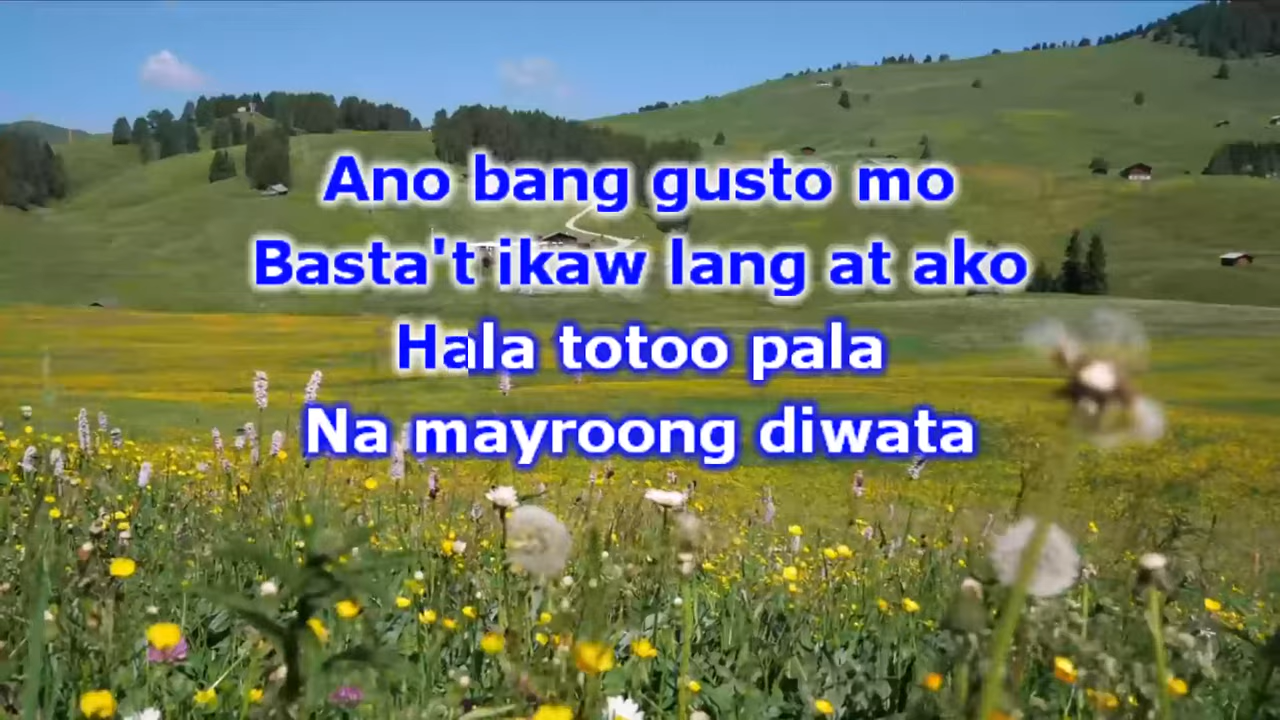 Ano bang gusto mo
Basta't ikaw lang at ako
Hala totoo pala
Na mayroong diwata